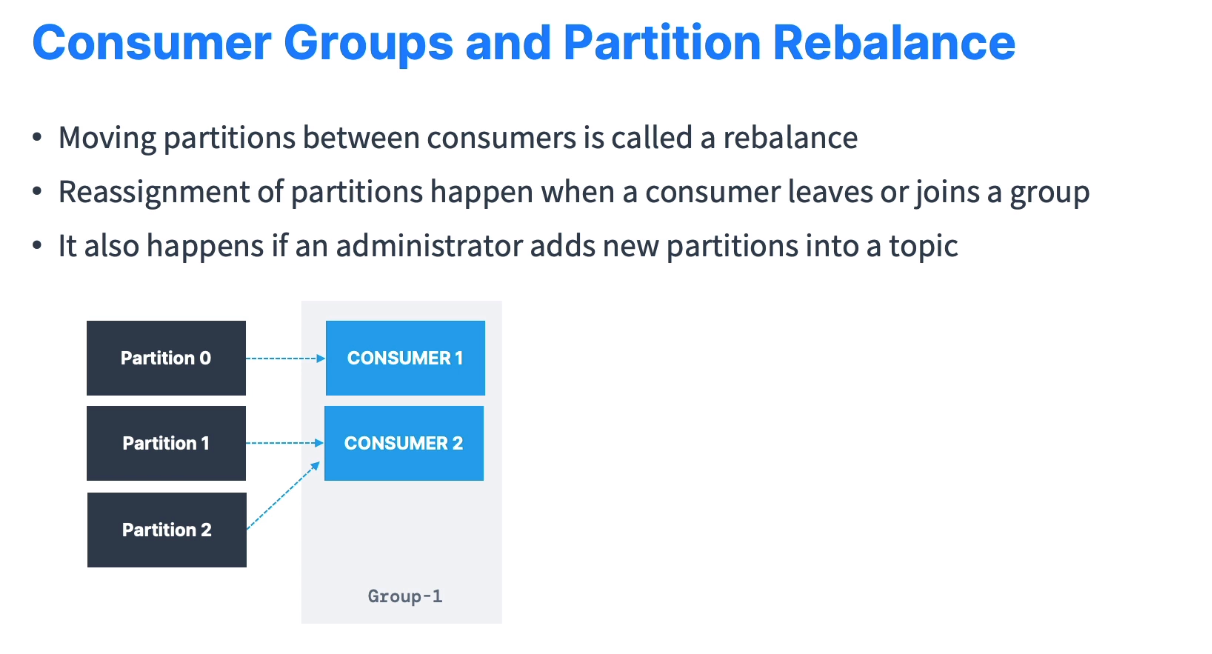 Consumer Groups and Partition Rebalance
• Moving partitions between consumers is called a rebalance
• Reassignment of partitions happen when a consumer leaves or joins a group
• It also happens if an administrator adds new partitions into a topic
Partition 0
CONSUMER 1
Partition 1
CONSUMER 2
Partition 2
Group-1